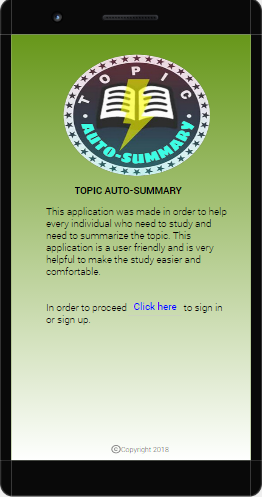 TOPIC
AUTO-SUMMARY
TOPIC AUTO-SUMMARY
This application was made in order to help
every individual who need to study and
need to summarize the topic. This
application is a user friendly and is very
helpful to make the study easier and
comfortable.
In order to proceed Click here to sign in
or sign up.
©Copyright 2018